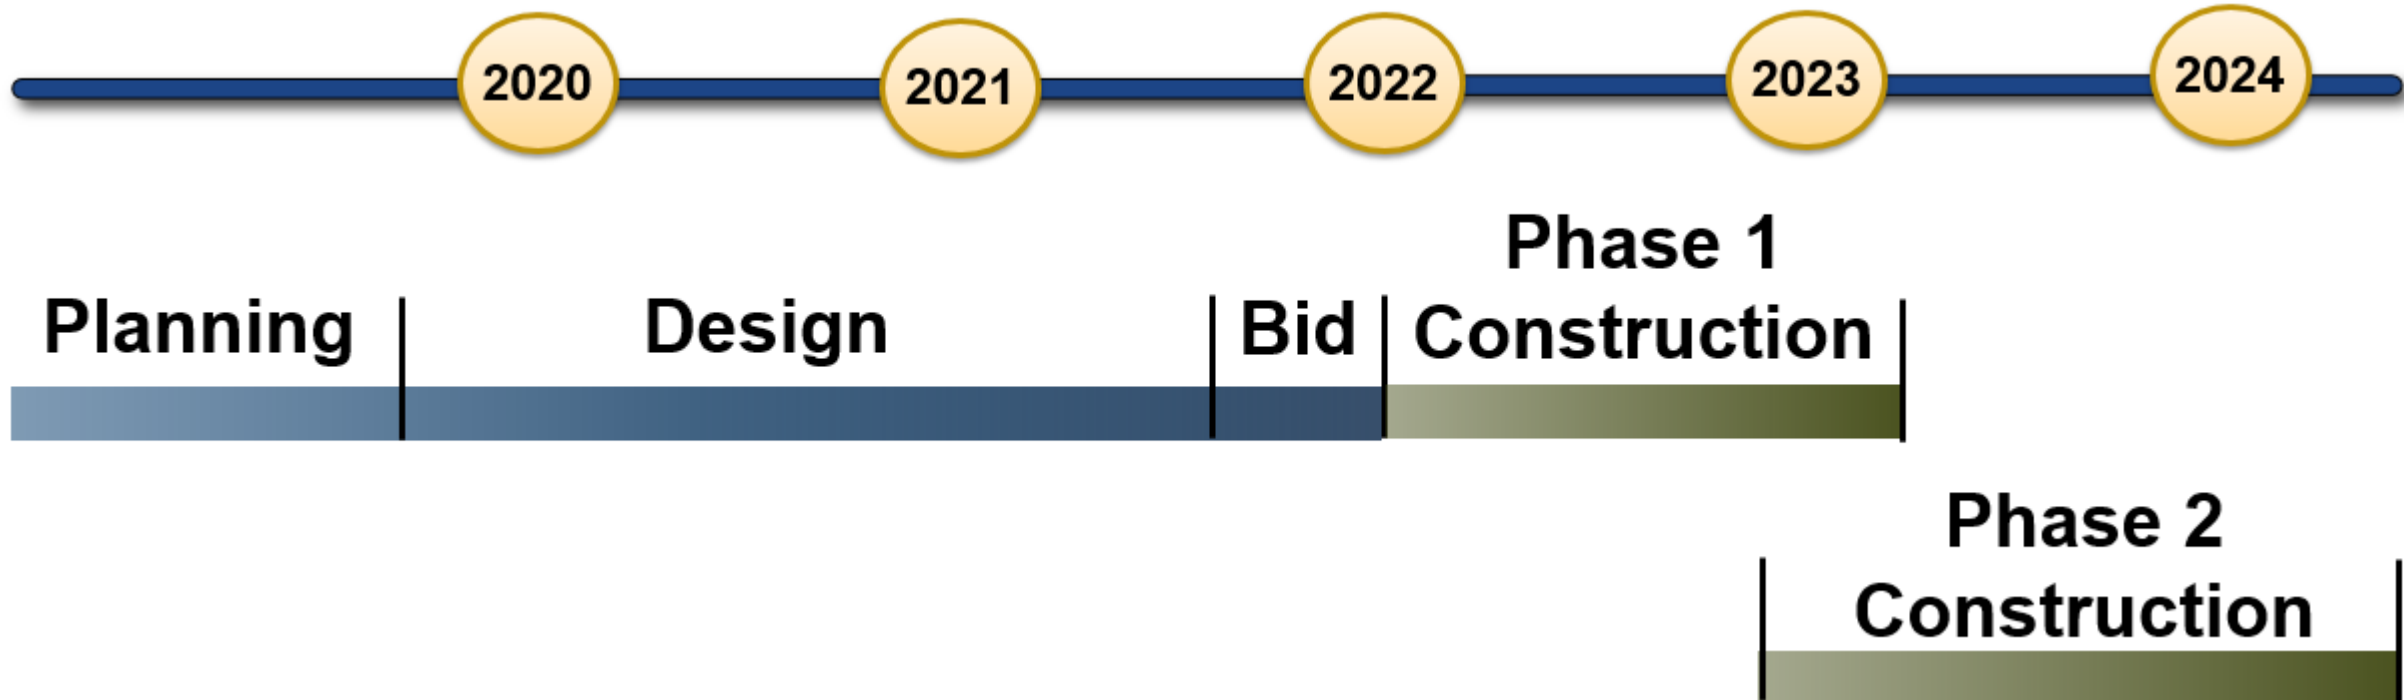 2020 2021 2022 2023 2024
Phase 1
Planning Design Bid Construction
Phase 2
Construction